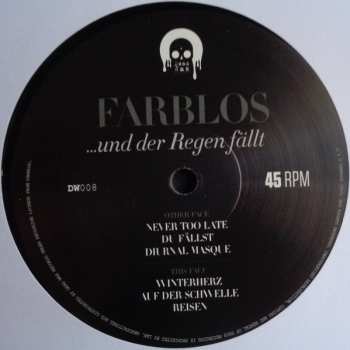 FARBLOS
...und der Regen fällt
DW008
45 RPM
OTHER FACE
NEVER TOO LATE
DU FÄLLST
DIURNAL MASQUE
THIS FACE
WINTERHERZ
AUF DER SCHWELLE
REISEN